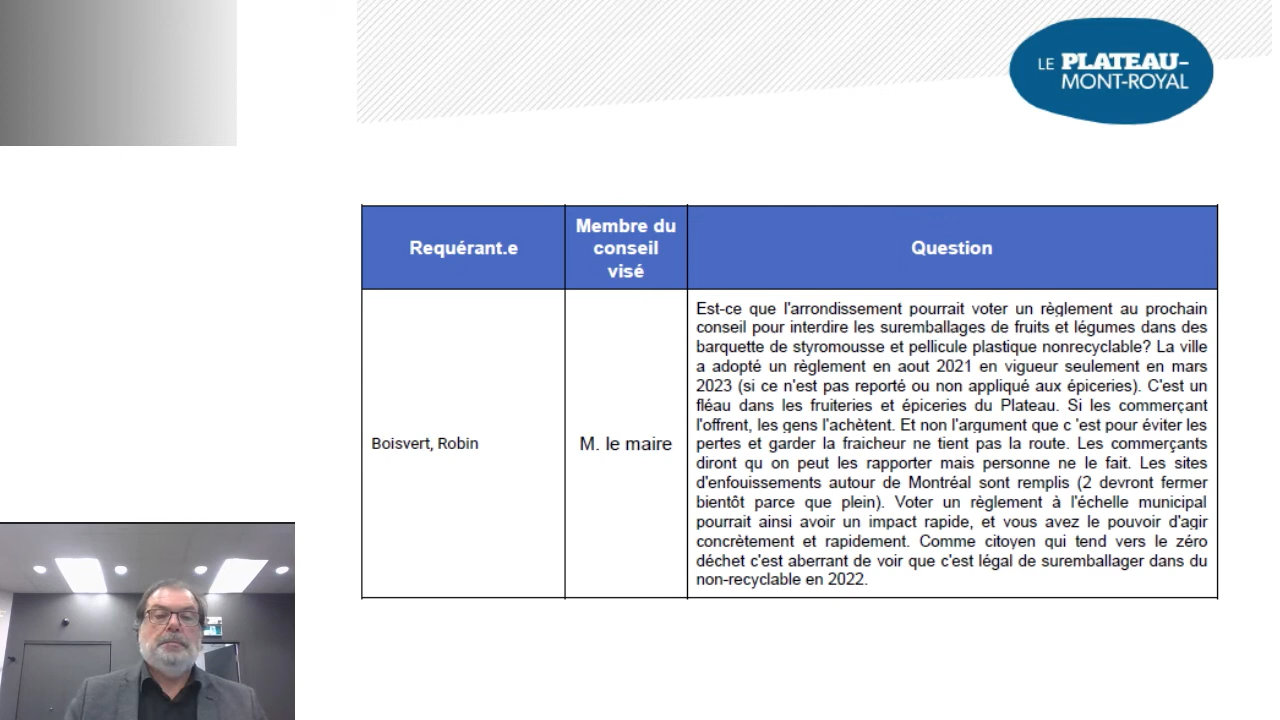 LE PLATEAU-
MONT-ROYAL
Requérant.e
Membre du
conseil
visé
Question
Boisvert, Robin
M. le maire
Est-ce que l'arrondissement pourrait voter un règlement au prochain
conseil pour interdire les suremballages de fruits et légumes dans des
barquette de styromousse et pellicule plastique nonrecyclable? La ville
a adopté un règlement en aout 2021 en vigueur seulement en mars
2023 (si ce n'est pas reporté ou non appliqué aux épiceries). C'est un
fléau dans les fruiteries et épiceries du Plateau. Si les commerçant
l'offrent, les gens l'achètent. Et non l'argument que c 'est pour éviter les
pertes et garder la fraicheur ne tient pas la route. Les commerçants
diront qu on peut les rapporter mais personne ne le fait. Les sites
d'enfouissements autour de Montréal sont remplis (2 devront fermer
bientôt parce que plein). Voter un règlement à l'échelle municipal
pourrait ainsi avoir un impact rapide, et vous avez le pouvoir d'agir
concrètement et rapidement. Comme citoyen qui tend vers le zéro
déchet c'est aberrant de voir que c'est légal de suremballager dans du
non-recyclable en 2022.